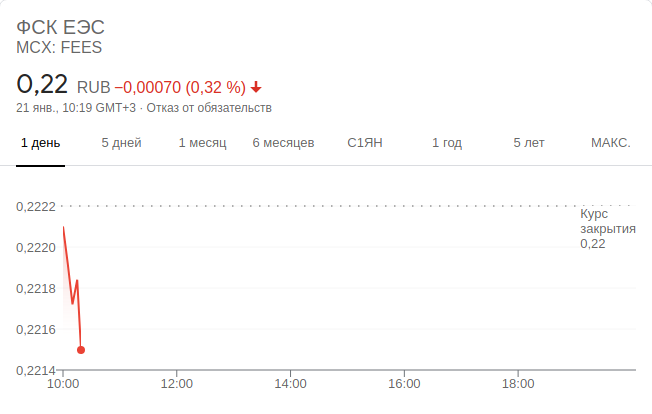 ФСК ЕЭС
MCX: FEES
0,22 RUB −0,00070 (0,32 %)
21 янв., 10:19 GMT+3 · Отказ от обязательств
1 день 5 дней 1 месяц 6 месяцев С1ЯН 1 год 5 лет МАКС.
0,2222
Курс
закрытия
0,22
0,2220
0,2218
0,2216
0,2214
10:00 12:00 14:00 16:00 18:00